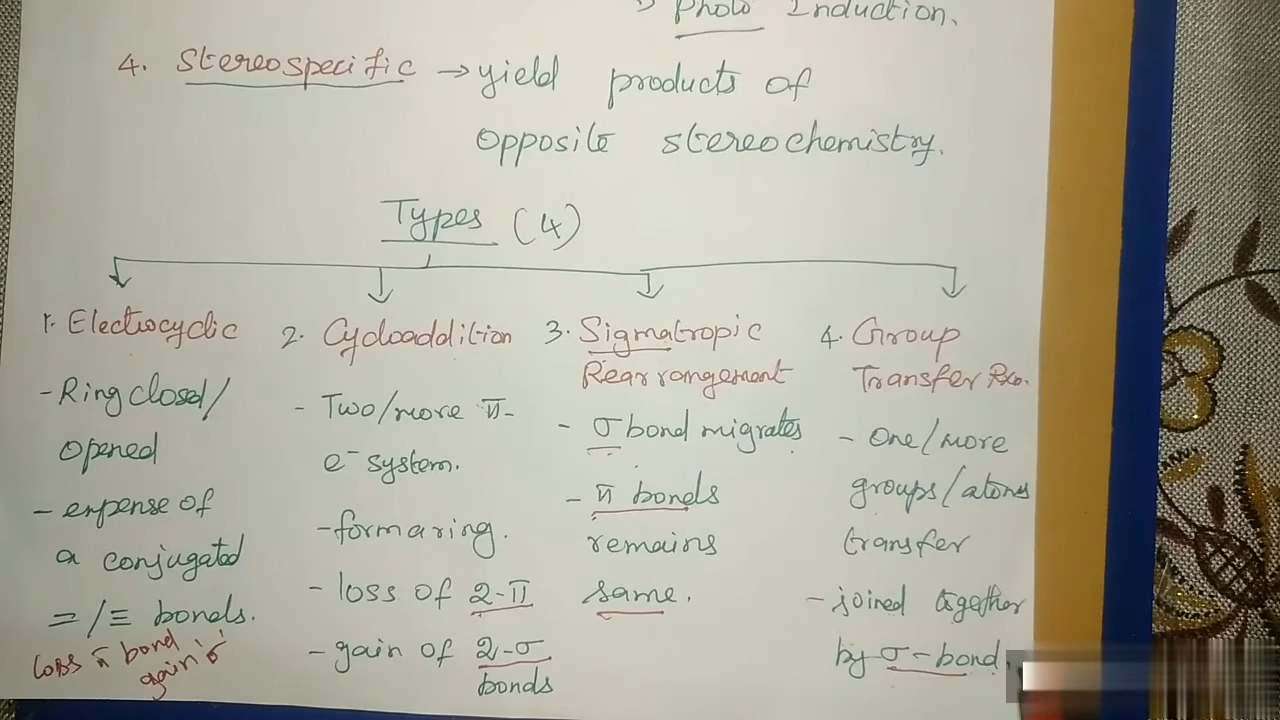 Photo Induction.
4. Stereospecific → yield products of
opposite stereochemistry.
Types (4)
1. Electrocyclic
- Ring closed/
opened
- expense of
a conjugated
= / ≡ bonds.
loss π bond
gain 'σ'
2. Cycloaddition
- Two/more π-
e⁻ system.
- form a ring.
- loss of 2-π
- gain of 2-σ
bonds
3. Sigmatropic
Rearrangement
- σ bond migrates
- π bonds
remains
same.
4. Group
Transfer Rxn.
- One/more
groups/atoms
transfer
- joined together
by σ-bond.